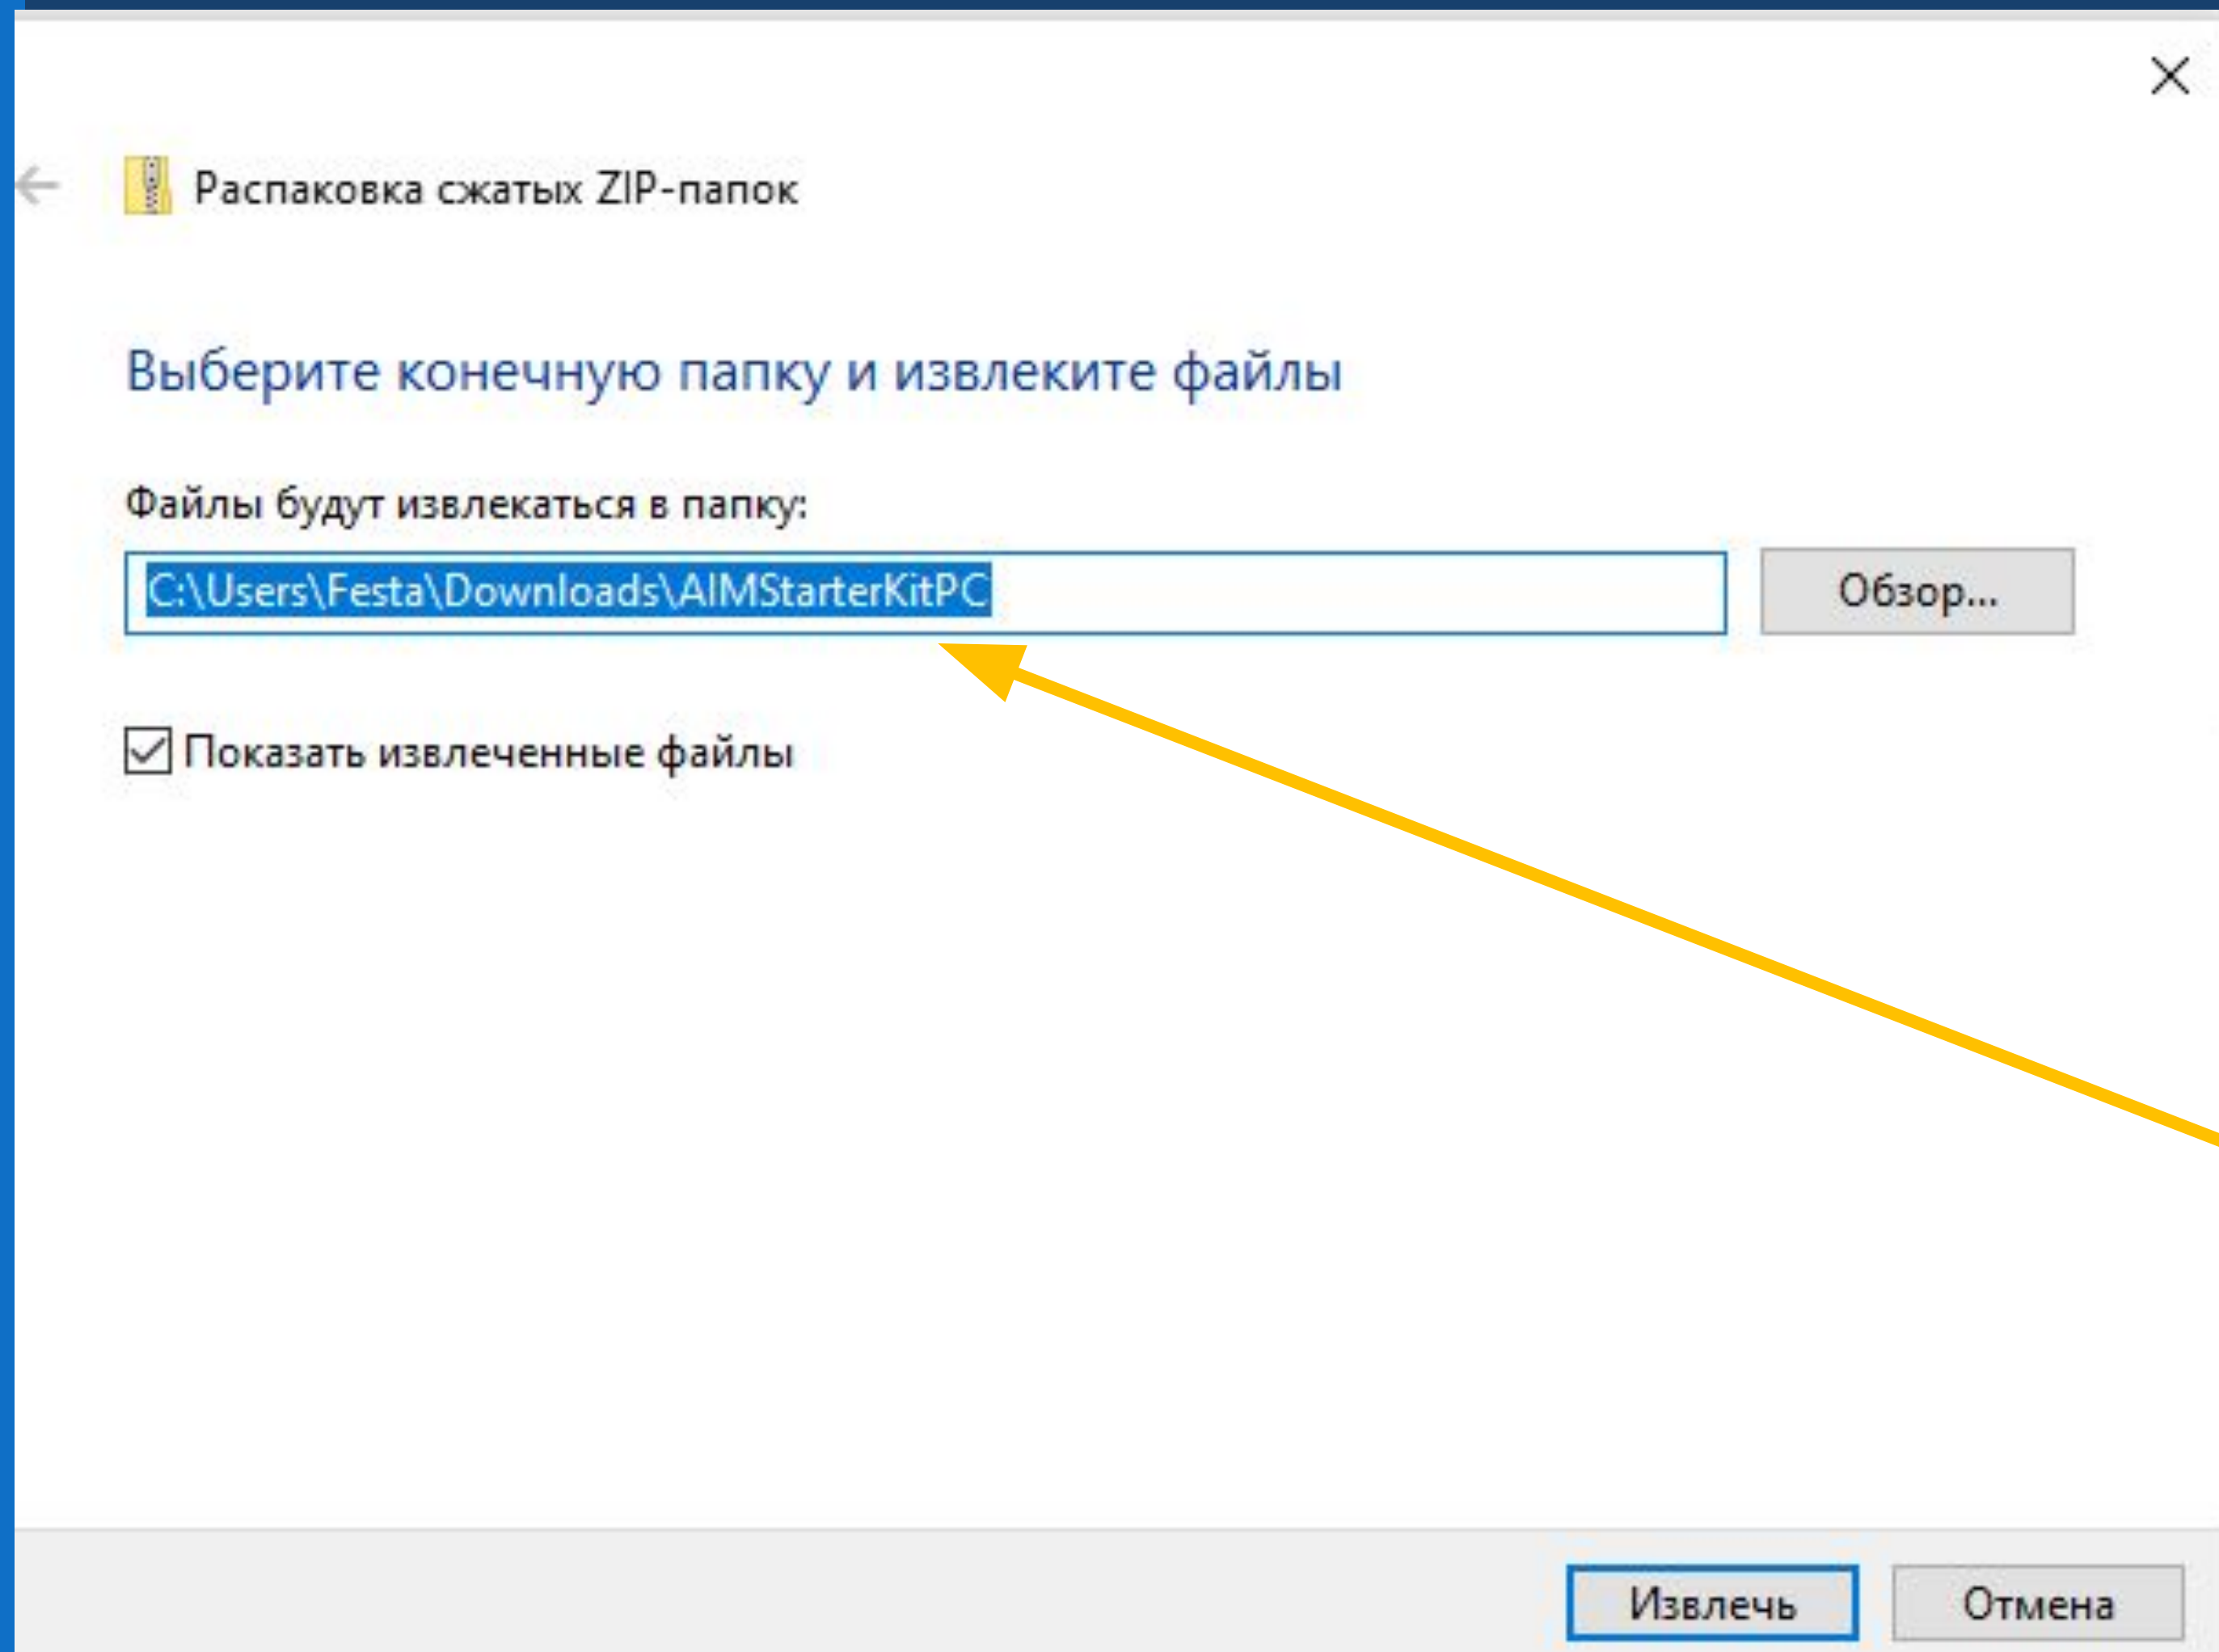 Распаковка сжатых ZIP-папок
Выберите конечную папку и извлеките файлы
Файлы будут извлекаться в папку:
C:\Users\Festa\Downloads\AIMStarterKitPC
Обзор...
Показать извлеченные файлы
Извлечь
Отмена